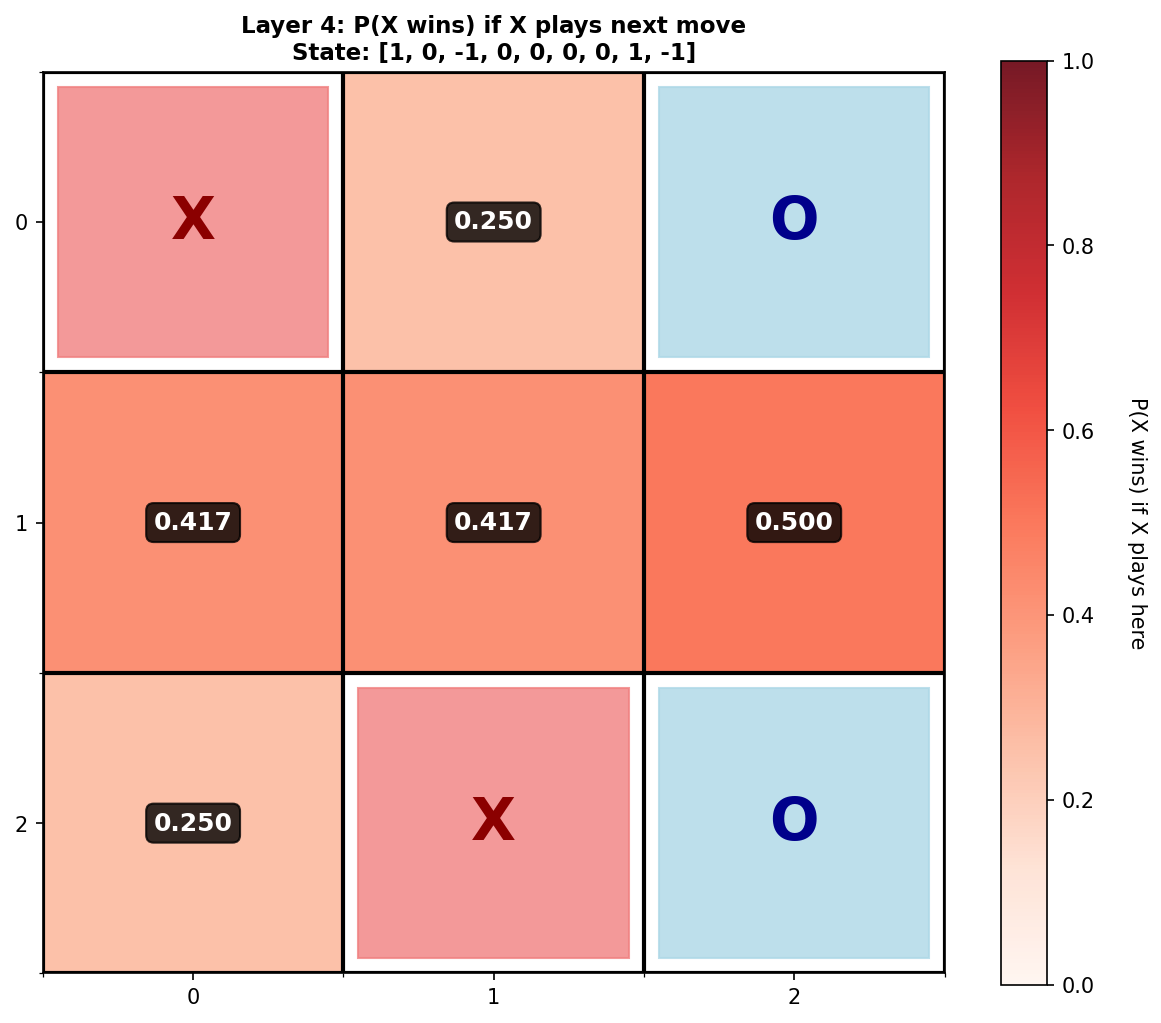 Layer 4: P(X wins) if X plays next move
State: [1, 0, -1, 0, 0, 0, 0, 1, -1]
0
X
0.250
O
1
0.417
0.417
0.500
2
0.250
X
O
0
1
2
1.0
0.8
0.6
0.4
0.2
0.0
P(X wins) if X plays here